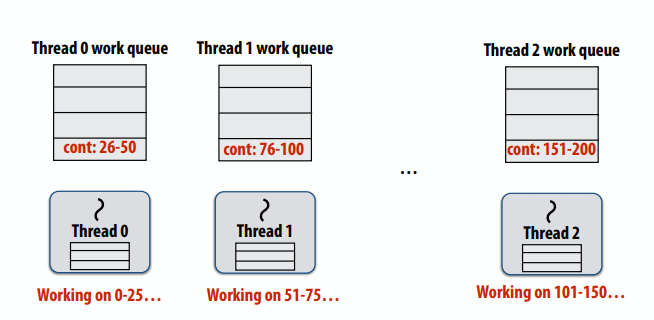 Thread 0 work queue
Thread 1 work queue
Thread 2 work queue
cont: 26-50
cont: 76-100
cont: 151-200
...
Thread 0
Thread 1
Thread 2
Working on 0-25...
Working on 51-75...
Working on 101-150...